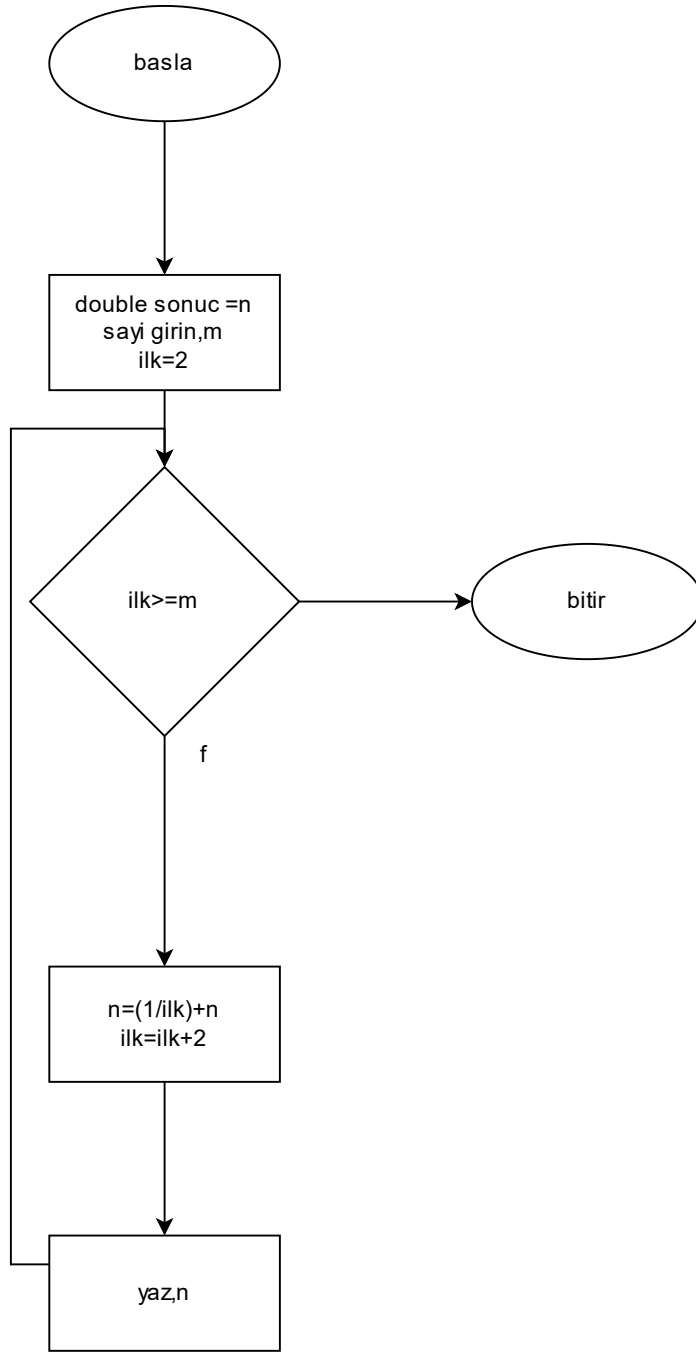 basla
double sonuc =n
sayi girin,m
ilk=2
ilk>=m
bitir
f
n=(1/ilk)+n
ilk=ilk+2
yaz,n